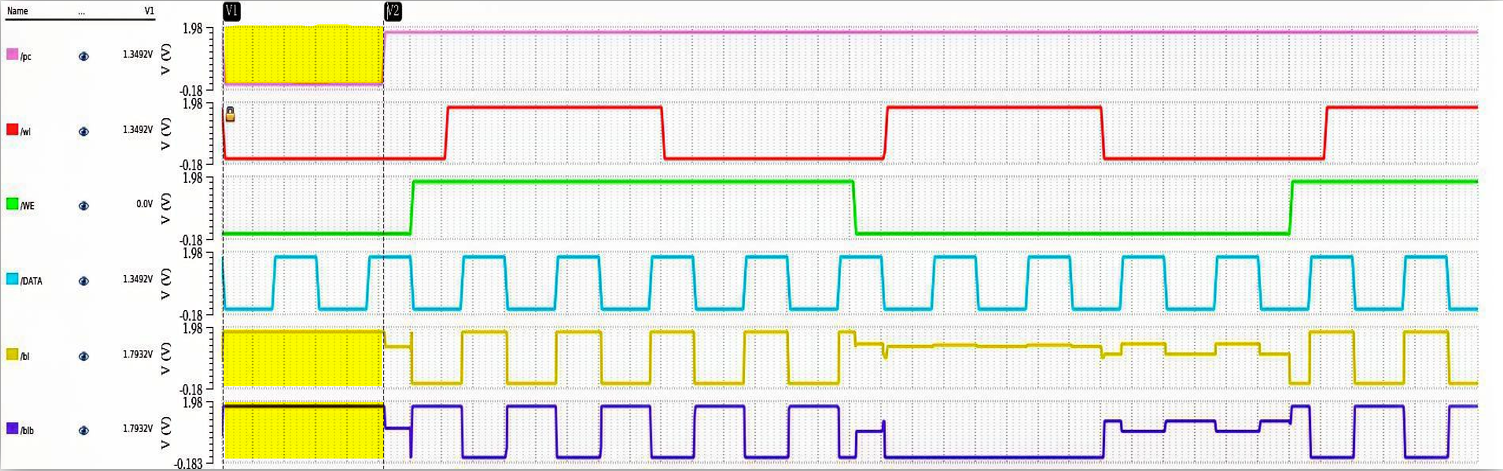 Name ... V1 V1 V2
/pc 1.3492V V (V) 1.98 -0.18
/wl 1.3492V V (V) 1.98 -0.18
/WE 0.0V V (V) 1.98 -0.18
/DATA 1.3492V V (V) 1.98 -0.18
/bl 1.7932V V (V) 1.98 -0.18
/blb 1.7932V V (V) 1.98 -0.183